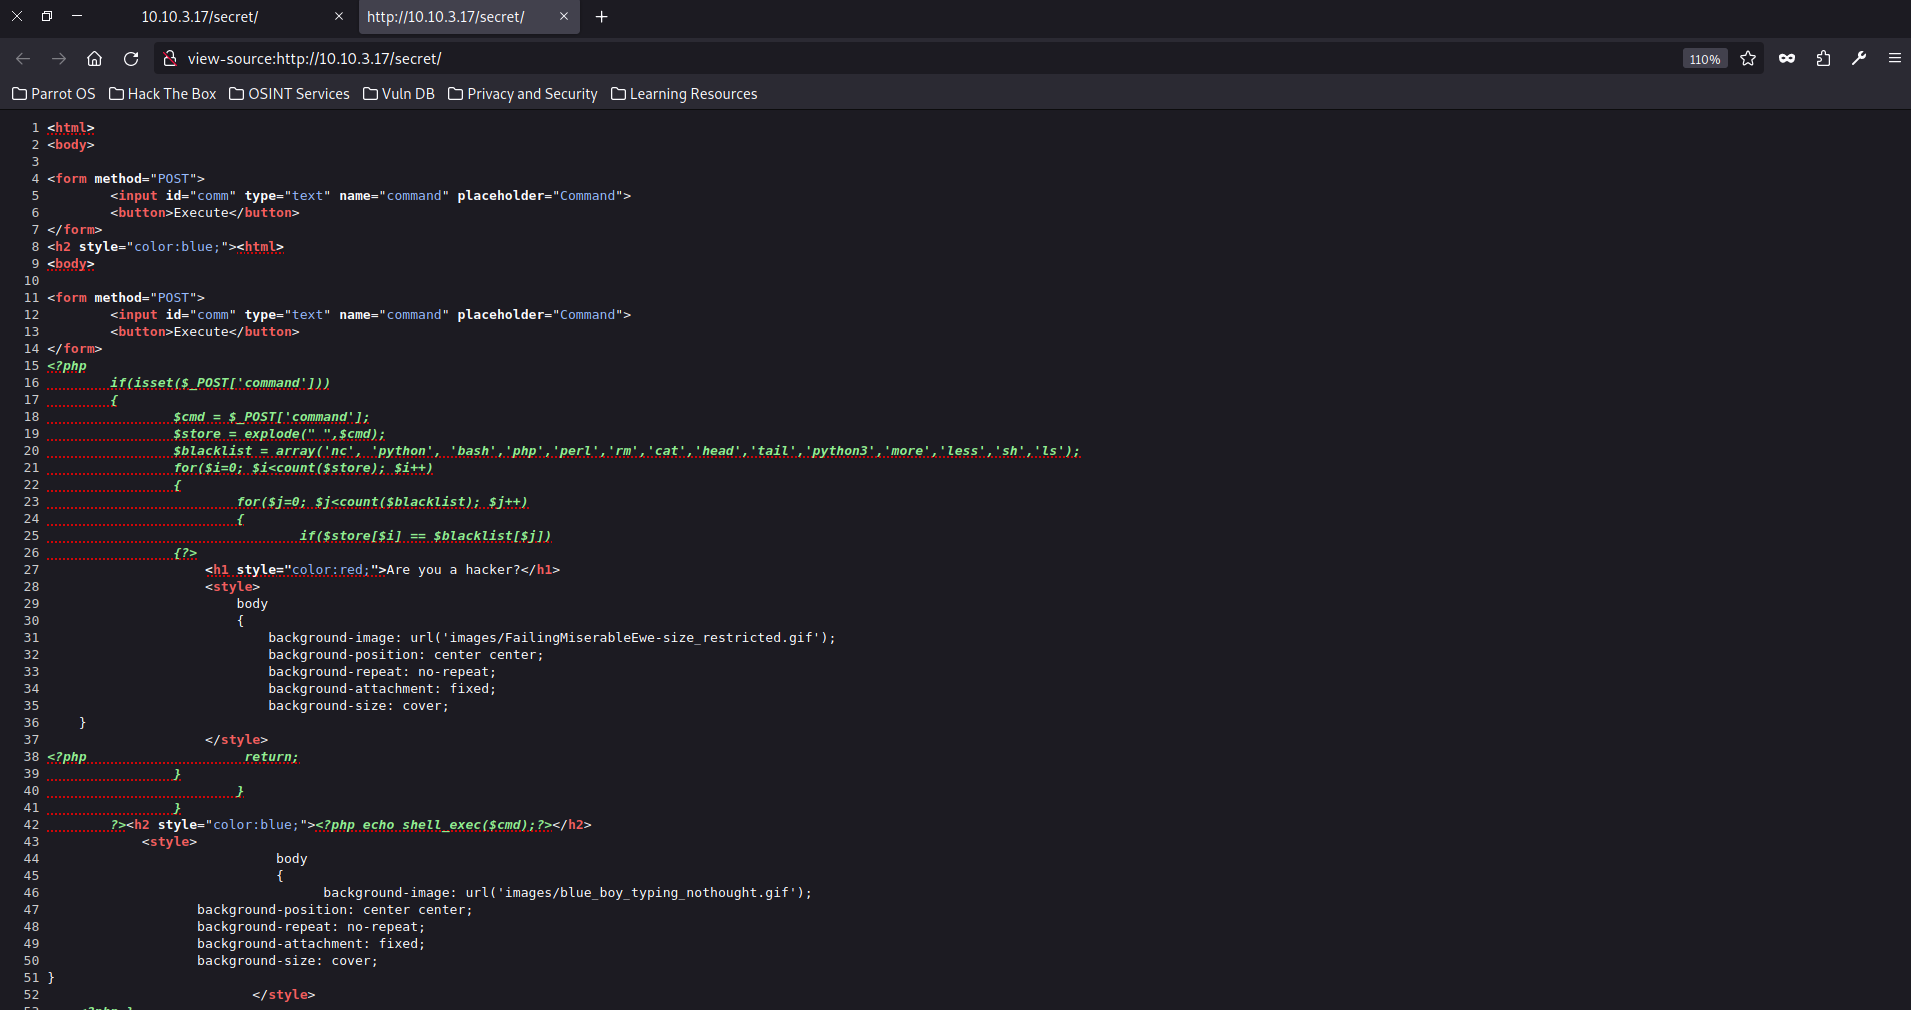 10.10.3.17/secret/
http://10.10.3.17/secret/
view-source:http://10.10.3.17/secret/
110%
Parrot OS
Hack The Box
OSINT Services
Vuln DB
Privacy and Security
Learning Resources
1 <html>
2 <body>
3
4 <form method="POST">
5         <input id="comm" type="text" name="command" placeholder="Command">
6         <button>Execute</button>
7 </form>
8 <h2 style="color:blue;"><html>
9 <body>
10
11 <form method="POST">
12         <input id="comm" type="text" name="command" placeholder="Command">
13         <button>Execute</button>
14 </form>
15 <?php
16         if(isset($_POST['command']))
17         {
18                 $cmd = $_POST['command'];
19                 $store = explode(" ",$cmd);
20                 $blacklist = array('nc', 'python', 'bash','php','perl','rm','cat','head','tail','python3','more','less','sh','ls');
21                 for($i=0; $i<count($store); $i++)
22                 {
23                         for($j=0; $j<count($blacklist); $j++)
24                         {
25                                 if($store[$i] == $blacklist[$j])
26                 {?>
27                     <h1 style="color:red;">Are you a hacker?</h1>
28                     <style>
29                         body
30                         {
31                             background-image: url('images/FailingMiserableEwe-size_restricted.gif');
32                             background-position: center center;
33                             background-repeat: no-repeat;
34                             background-attachment: fixed;
35                             background-size: cover;
36     }
37                     </style>
38 <?php                    return;
39                 }
40                         }
41                 }
42         ?><h2 style="color:blue;"><?php echo shell_exec($cmd);?></h2>
43             <style>
44                              body
45                              {
46                                    background-image: url('images/blue_boy_typing_nothought.gif');
47                    background-position: center center;
48                    background-repeat: no-repeat;
49                    background-attachment: fixed;
50                    background-size: cover;
51 }
52                           </style>
53     <?php }